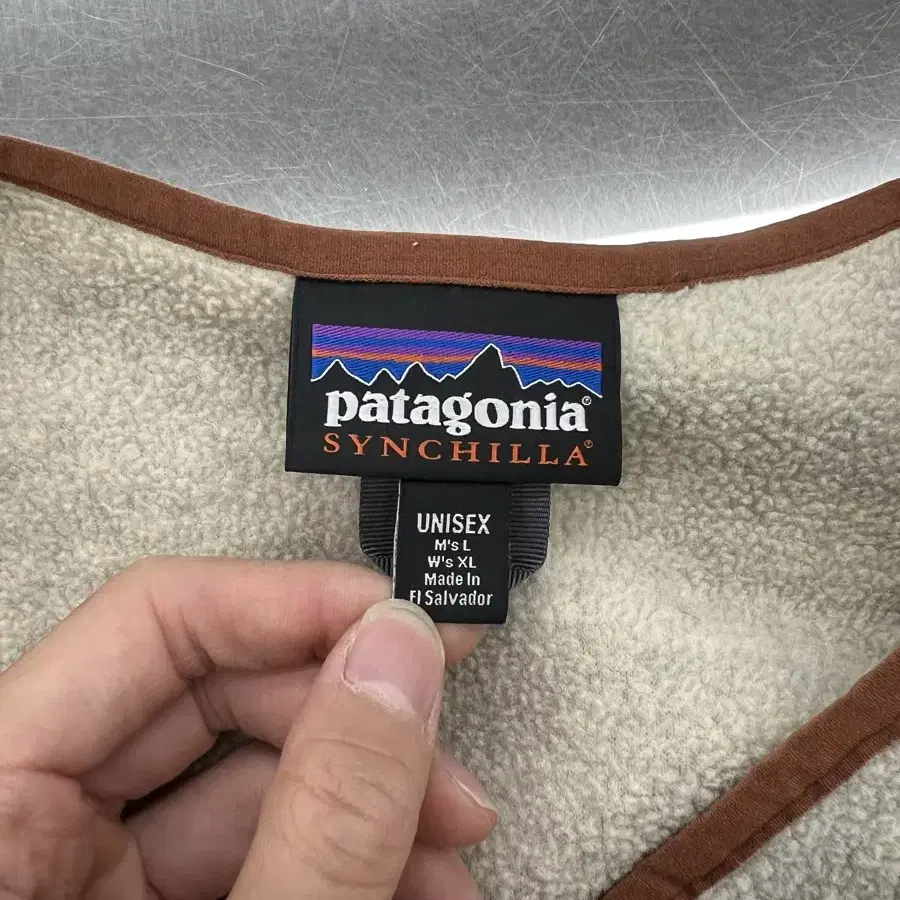 patagonia®
SYNCHILLA®
UNISEX
M's L
W's XL
Made In
El Salvador